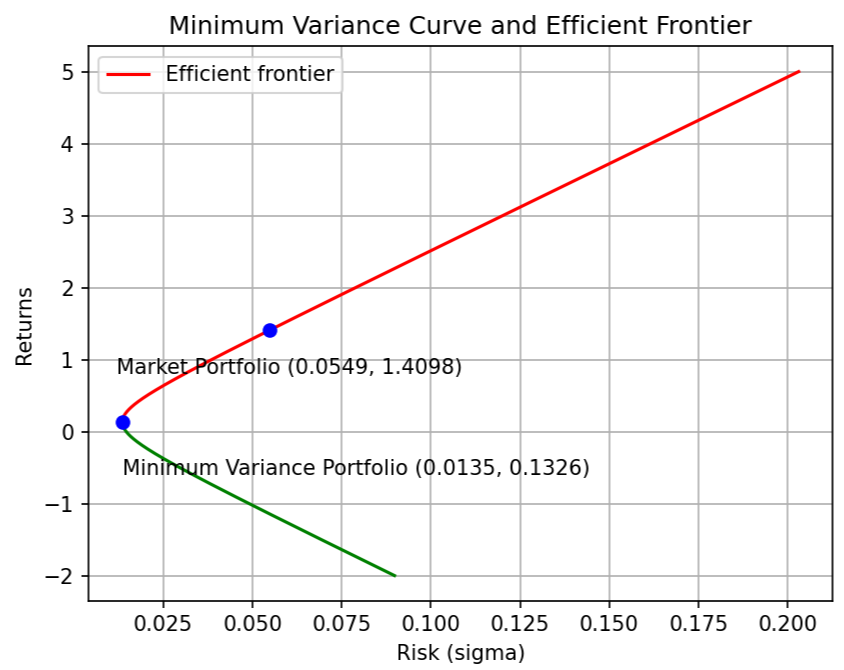 Minimum Variance Curve and Efficient Frontier
Efficient frontier
5
4
3
2
1
0
−1
−2
Returns
Market Portfolio (0.0549, 1.4098)
Minimum Variance Portfolio (0.0135, 0.1326)
0.025 0.050 0.075 0.100 0.125 0.150 0.175 0.200
Risk (sigma)